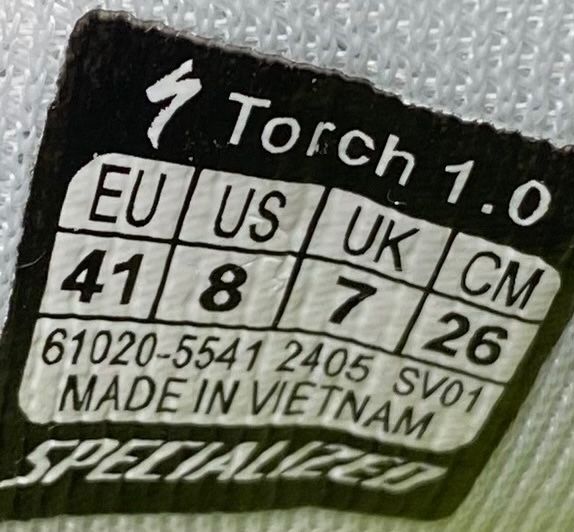 Torch 1.0
EU US UK CM
41 8 7 26
61020-5541 2405 SV01
MADE IN VIETNAM
SPECIALIZED